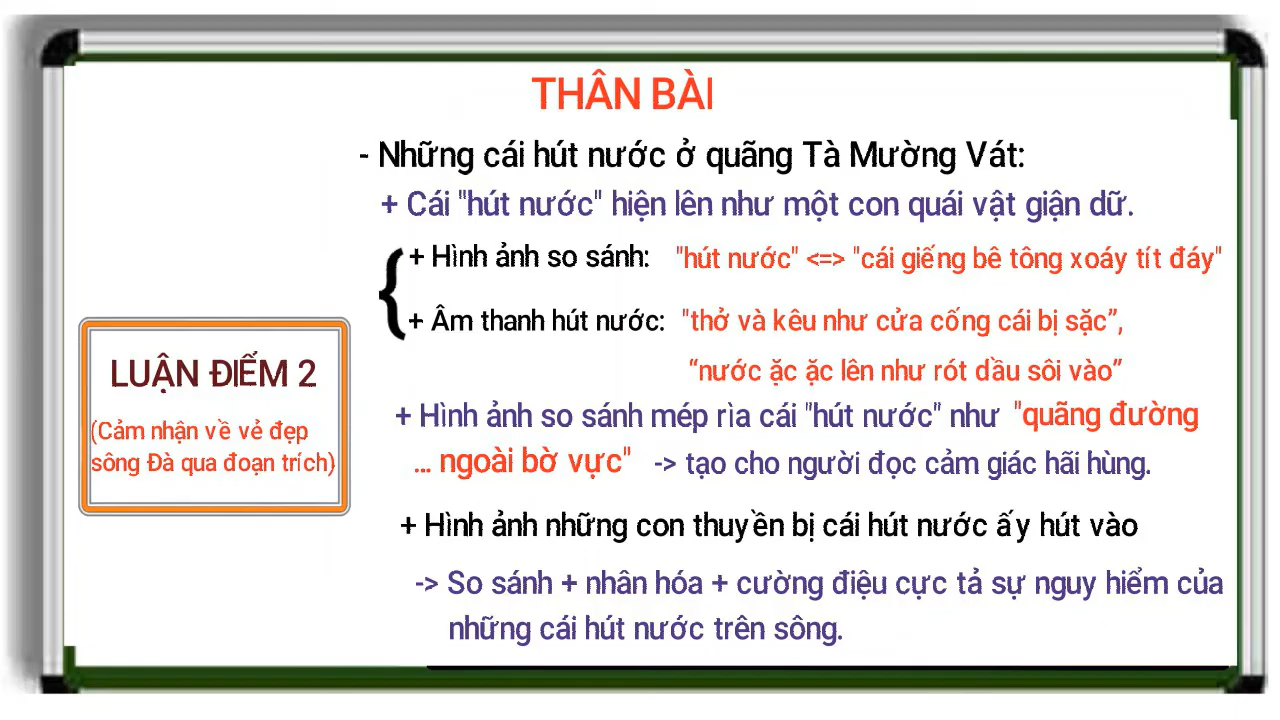 THÂN BÀI
- Những cái hút nước ở quãng Tà Mường Vát:
+ Cái "hút nước" hiện lên như một con quái vật giận dữ.
+ Hình ảnh so sánh: "hút nước" <=> "cái giếng bê tông xoáy tít đáy"
+ Âm thanh hút nước: "thở và kêu như cửa cống cái bị sặc”,
“nước ặc ặc lên như rót dầu sôi vào”
LUẬN ĐIỂM 2
(Cảm nhận về vẻ đẹp
sông Đà qua đoạn trích)
+ Hình ảnh so sánh mép rìa cái "hút nước" như "quãng đường
... ngoài bờ vực" -> tạo cho người đọc cảm giác hãi hùng.
+ Hình ảnh những con thuyền bị cái hút nước ấy hút vào
-> So sánh + nhân hóa + cường điệu cực tả sự nguy hiểm của
những cái hút nước trên sông.